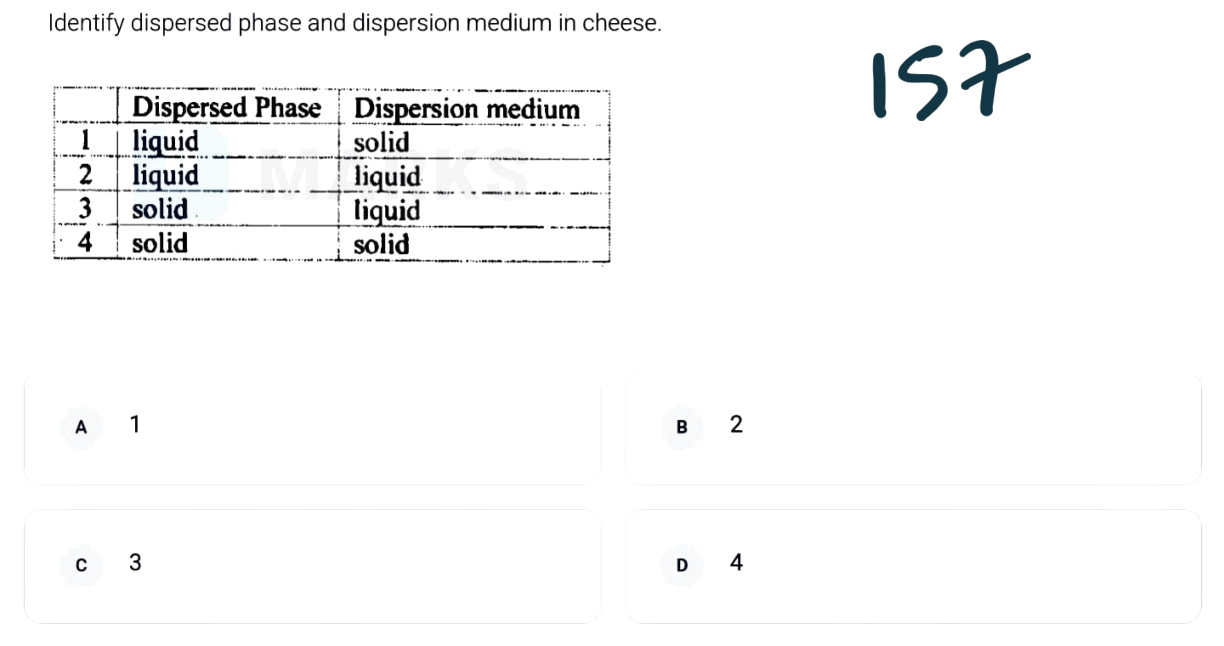 Identify dispersed phase and dispersion medium in cheese.
157
Dispersed Phase Dispersion medium
1 liquid solid
2 liquid liquid
3 solid liquid
4 solid solid
MARKS
A 1
B 2
C 3
D 4